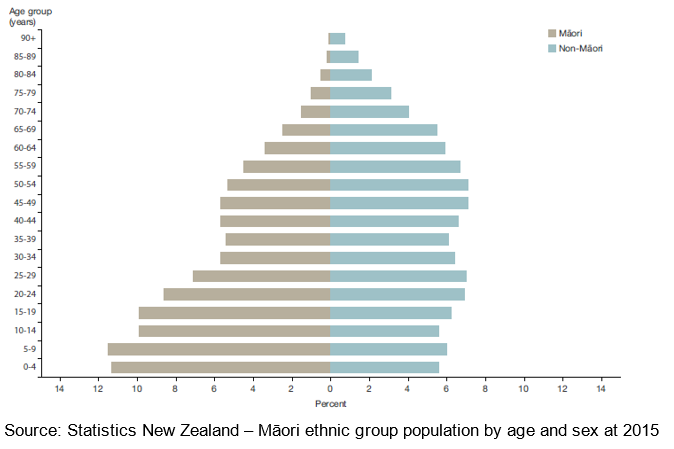 Age group
(years)
Māori
Non-Māori
90+
85-89
80-84
75-79
70-74
65-69
60-64
55-59
50-54
45-49
40-44
35-39
30-34
25-29
20-24
15-19
10-14
5-9
0-4
14 12 10 8 6 4 2 0 2 4 6 8 10 12 14
Percent
Source: Statistics New Zealand – Māori ethnic group population by age and sex at 2015